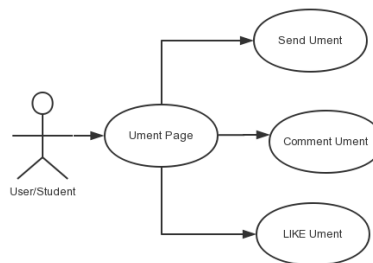 Send Ument
Ument Page
Comment Ument
User/Student
LIKE Ument